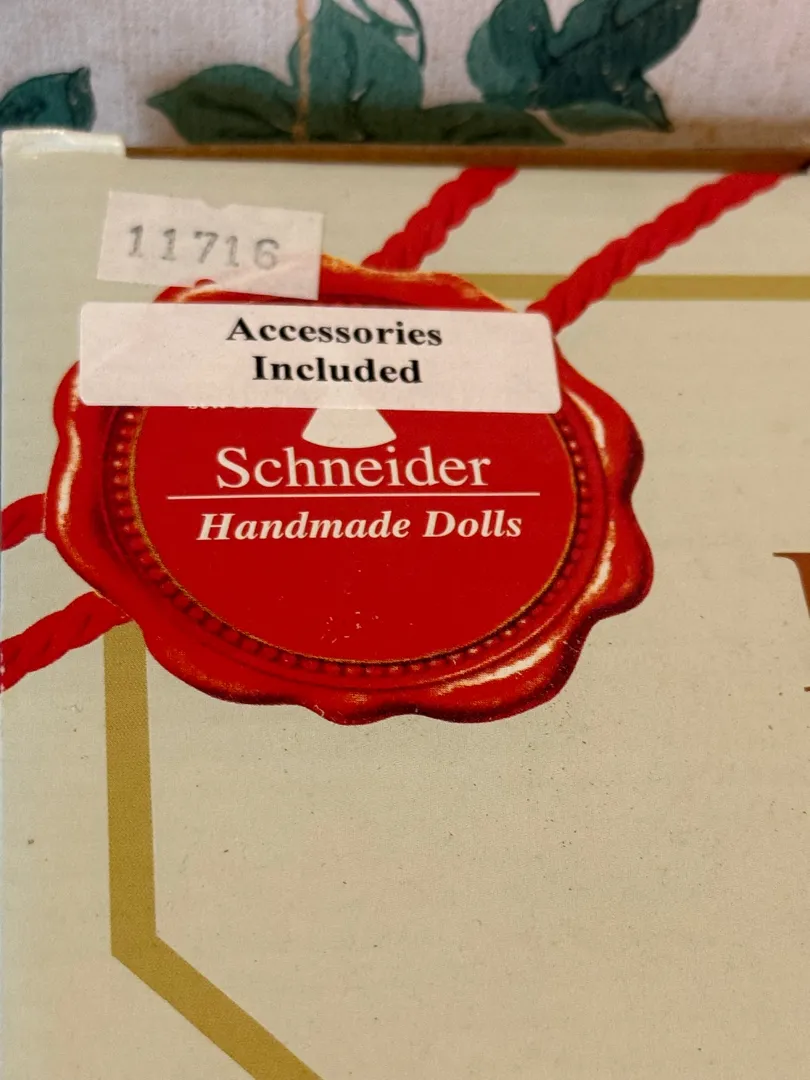 11716
Accessories
Included
Schneider
Handmade Dolls